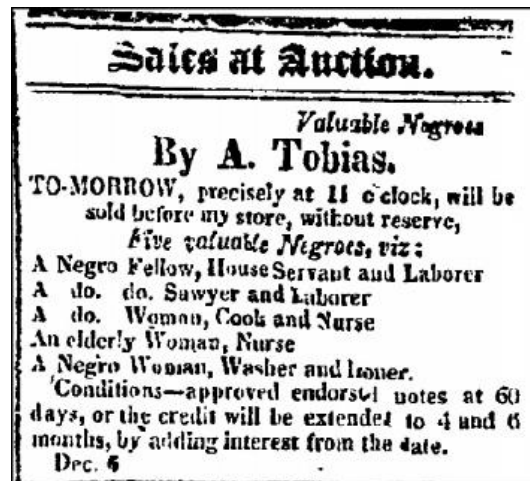 Sales at Auction.
Valuable Negroes
By A. Tobias.
TO-MORROW, precisely at 11 o'clock, will be
sold before my store, without reserve,
Five valuable Negroes, viz:
A Negro Fellow, House Servant and Laborer
A do. do. Sawyer and Laborer
A do. Woman, Cook and Nurse
An elderly Woman, Nurse
A Negro Woman, Washer and Ironer.
Conditions—approved endorsed notes at 60
days, or the credit will be extended to 4 and 6
months, by adding interest from the date.
Dec. 6